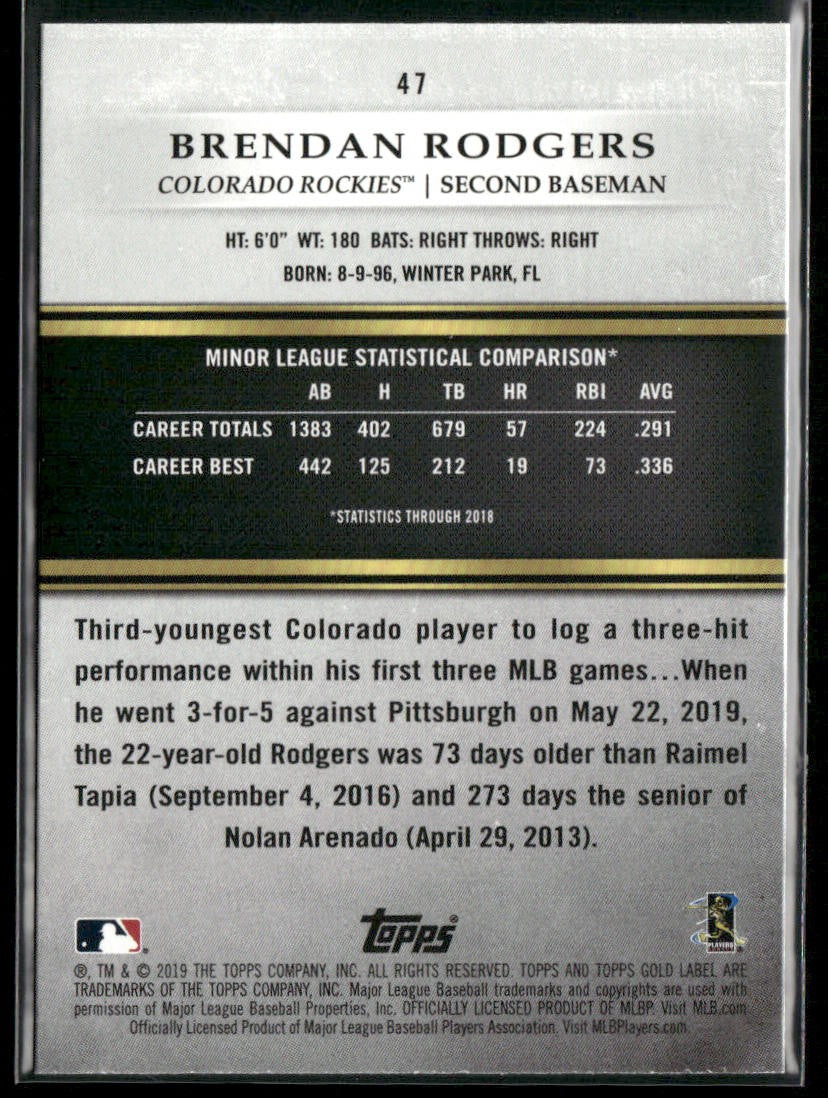 47
BRENDAN RODGERS
COLORADO ROCKIES™ | SECOND BASEMAN
HT: 6'0" WT: 180 BATS: RIGHT THROWS: RIGHT
BORN: 8-9-96, WINTER PARK, FL
MINOR LEAGUE STATISTICAL COMPARISON*
AB H TB HR RBI AVG
CAREER TOTALS 1383 402 679 57 224 .291
CAREER BEST 442 125 212 19 73 .336
*STATISTICS THROUGH 2018
Third-youngest Colorado player to log a three-hit
performance within his first three MLB games...When
he went 3-for-5 against Pittsburgh on May 22, 2019,
the 22-year-old Rodgers was 73 days older than Raimel
Tapia (September 4, 2016) and 273 days the senior of
Nolan Arenado (April 29, 2013).
Topps®
PLAYERS
®, TM & © 2019 THE TOPPS COMPANY, INC. ALL RIGHTS RESERVED. TOPPS AND TOPPS GOLD LABEL ARE
TRADEMARKS OF THE TOPPS COMPANY, INC. Major League Baseball trademarks and copyrights are used with
permission of Major League Baseball Properties, Inc. OFFICIALLY LICENSED PRODUCT OF MLBP. Visit MLB.com
Officially Licensed Product of Major League Baseball Players Association. Visit MLBPlayers.com